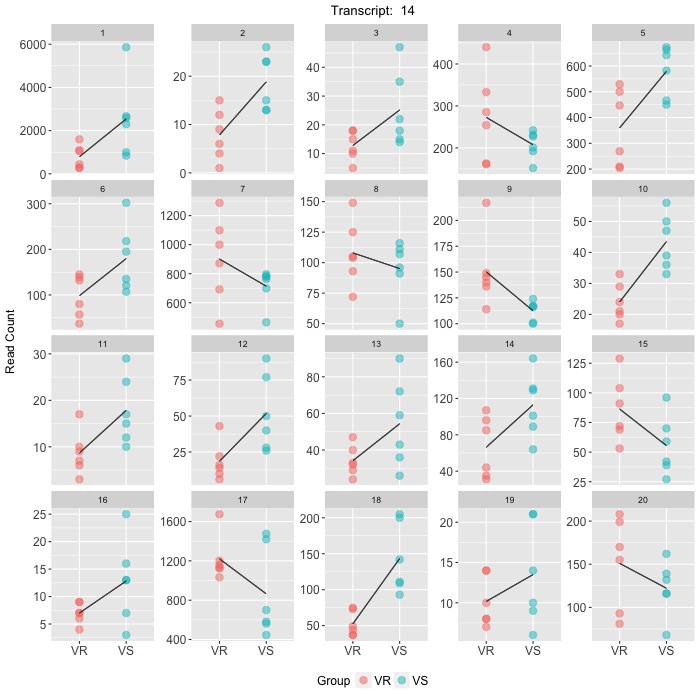 Transcript: 14
1 2 3 4 5
6000 4000 2000 0
20 10 0
40 30 20 10
400 300 200
600 500 400 300 200
6 7 8 9 10
300 200 100
1200 1000 800 600
150 125 100 75 50
200 175 150 125 100
50 40 30 20
Read Count
11 12 13 14 15
30 20 10
75 50 25
80 60 40
160 120 80 40
125 100 75 50 25
16 17 18 19 20
25 20 15 10 5
1600 1200 800 400
200 150 100 50
20 15 10
200 150 100
VR VS VR VS VR VS VR VS VR VS
Group VR VS